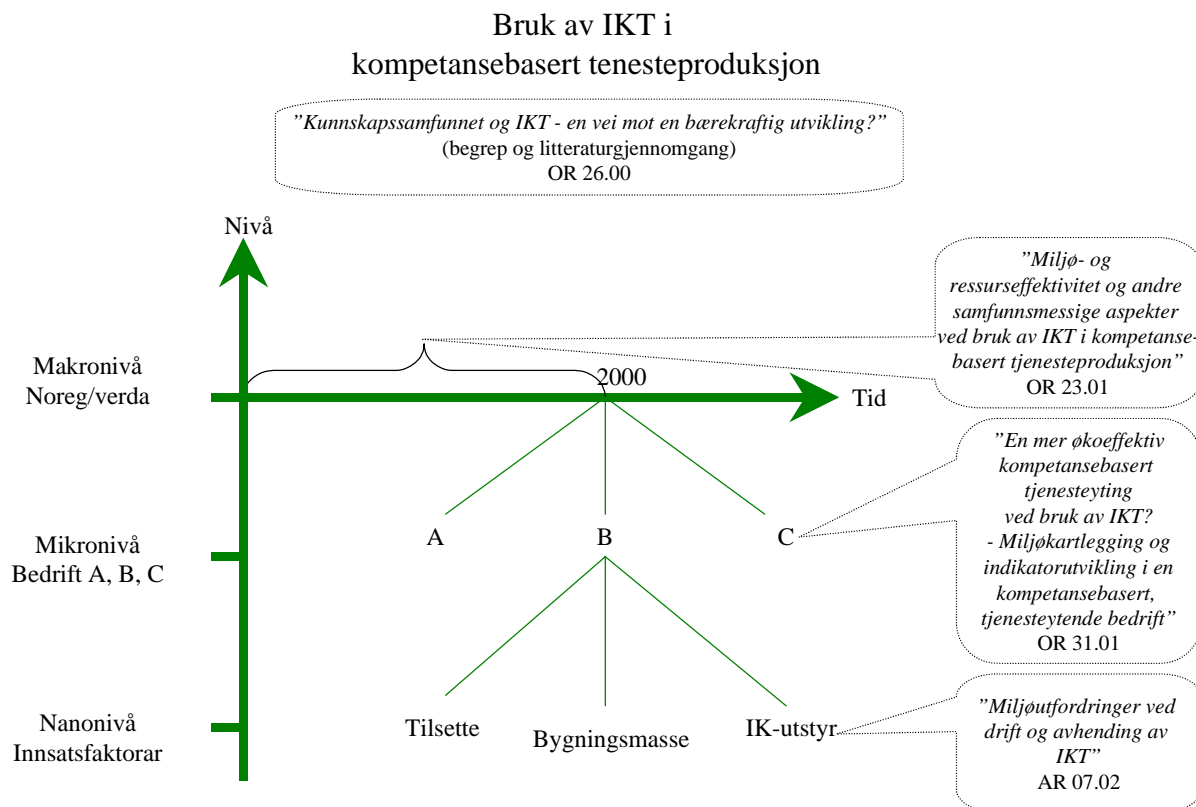 Bruk av IKT i
kompetansebasert tenesteproduksjon
”Kunnskapssamfunnet og IKT - en vei mot en bærekraftig utvikling?”
(begrep og litteraturgjennomgang)
OR 26.00
Nivå
”Miljø- og
ressurseffektivitet og andre
samfunnsmessige aspekter
ved bruk av IKT i kompetanse-
basert tjenesteproduksjon”
OR 23.01
Makronivå
Noreg/verda
2000
Tid
”En mer økoeffektiv
kompetansebasert
tjenesteyting
ved bruk av IKT?
- Miljøkartlegging og
indikatorutvikling i en
kompetansebasert,
tjenesteytende bedrift”
OR 31.01
A
B
C
Mikronivå
Bedrift A, B, C
Nanonivå
Innsatsfaktorar
Tilsette
Bygningsmasse
IK-utstyr
”Miljøutfordringer ved
drift og avhending av
IKT”
AR 07.02